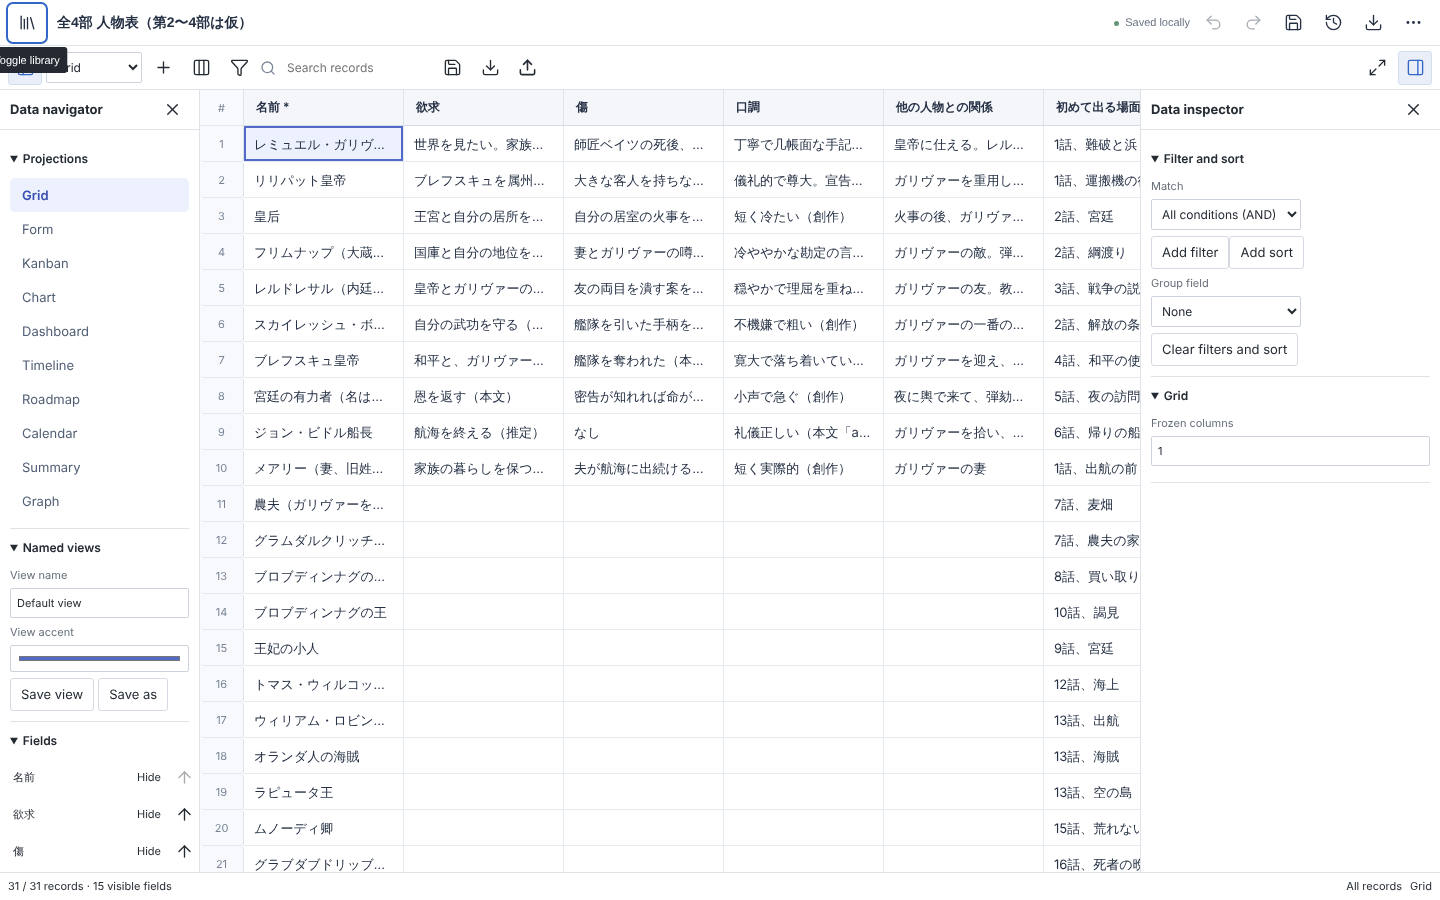 全4部 人物表（第2〜4部は仮）
Saved locally
oggle library
rid
Search records
Data navigator
Projections
Grid
Form
Kanban
Chart
Dashboard
Timeline
Roadmap
Calendar
Summary
Graph
Named views
View name
Default view
View accent
Save view Save as
Fields
名前 Hide
欲求 Hide
傷 Hide
# 名前 * 欲求 傷 口調 他の人物との関係 初めて出る場面
1 レミュエル・ガリヴ... 世界を見たい。家族... 師匠ベイツの死後、... 丁寧で几帳面な手記... 皇帝に仕える。レル... 1話、難破と浜
2 リリパット皇帝 ブレフスキュを属州... 大きな客人を持ちな... 儀礼的で尊大。宣告... ガリヴァーを重用し... 1話、運搬機の
3 皇后 王宮と自分の居所を... 自分の居室の火事を... 短く冷たい（創作） 火事の後、ガリヴァ... 2話、宮廷
4 フリムナップ（大蔵... 国庫と自分の地位を... 妻とガリヴァーの噂... 冷ややかな勘定の言... ガリヴァーの敵。弾... 2話、綱渡り
5 レルドレサル（内廷... 皇帝とガリヴァーの... 友の両目を潰す案を... 穏やかで理屈を重ね... ガリヴァーの友。教... 3話、戦争の説
6 スカイレッシュ・ボ... 自分の武功を守る（... 艦隊を引いた手柄を... 不機嫌で粗い（創作） ガリヴァーの一番の... 2話、解放の条
7 ブレフスキュ皇帝 和平と、ガリヴァー... 艦隊を奪われた（本... 寛大で落ち着いてい... ガリヴァーを迎え、... 4話、和平の使
8 宮廷の有力者（名は... 恩を返す（本文） 密告が知れれば命が... 小声で急ぐ（創作） 夜に輿で来て、弾劾... 5話、夜の訪問
9 ジョン・ビドル船長 航海を終える（推定） なし 礼儀正しい（本文「a... ガリヴァーを拾い、... 6話、帰りの船
10 メアリー（妻、旧姓... 家族の暮らしを保つ... 夫が航海に出続ける... 短く実際的（創作） ガリヴァーの妻 1話、出航の前
11 農夫（ガリヴァーを... 7話、麦畑
12 グラムダルクリッチ... 7話、農夫の家
13 ブロブディンナグの... 8話、買い取り
14 ブロブディンナグの王 10話、謁見
15 王妃の小人 9話、宮廷
16 トマス・ウィルコッ... 12話、海上
17 ウィリアム・ロビン... 13話、出航
18 オランダ人の海賊 13話、海賊
19 ラピュータ王 13話、空の島
20 ムノーディ卿 15話、荒れない
21 グラブダブドリッブ... 16話、死者の晩
Data inspector
Filter and sort
Match
All conditions (AND)
Add filter Add sort
Group field
None
Clear filters and sort
Grid
Frozen columns
1
31 / 31 records · 15 visible fields
All records Grid